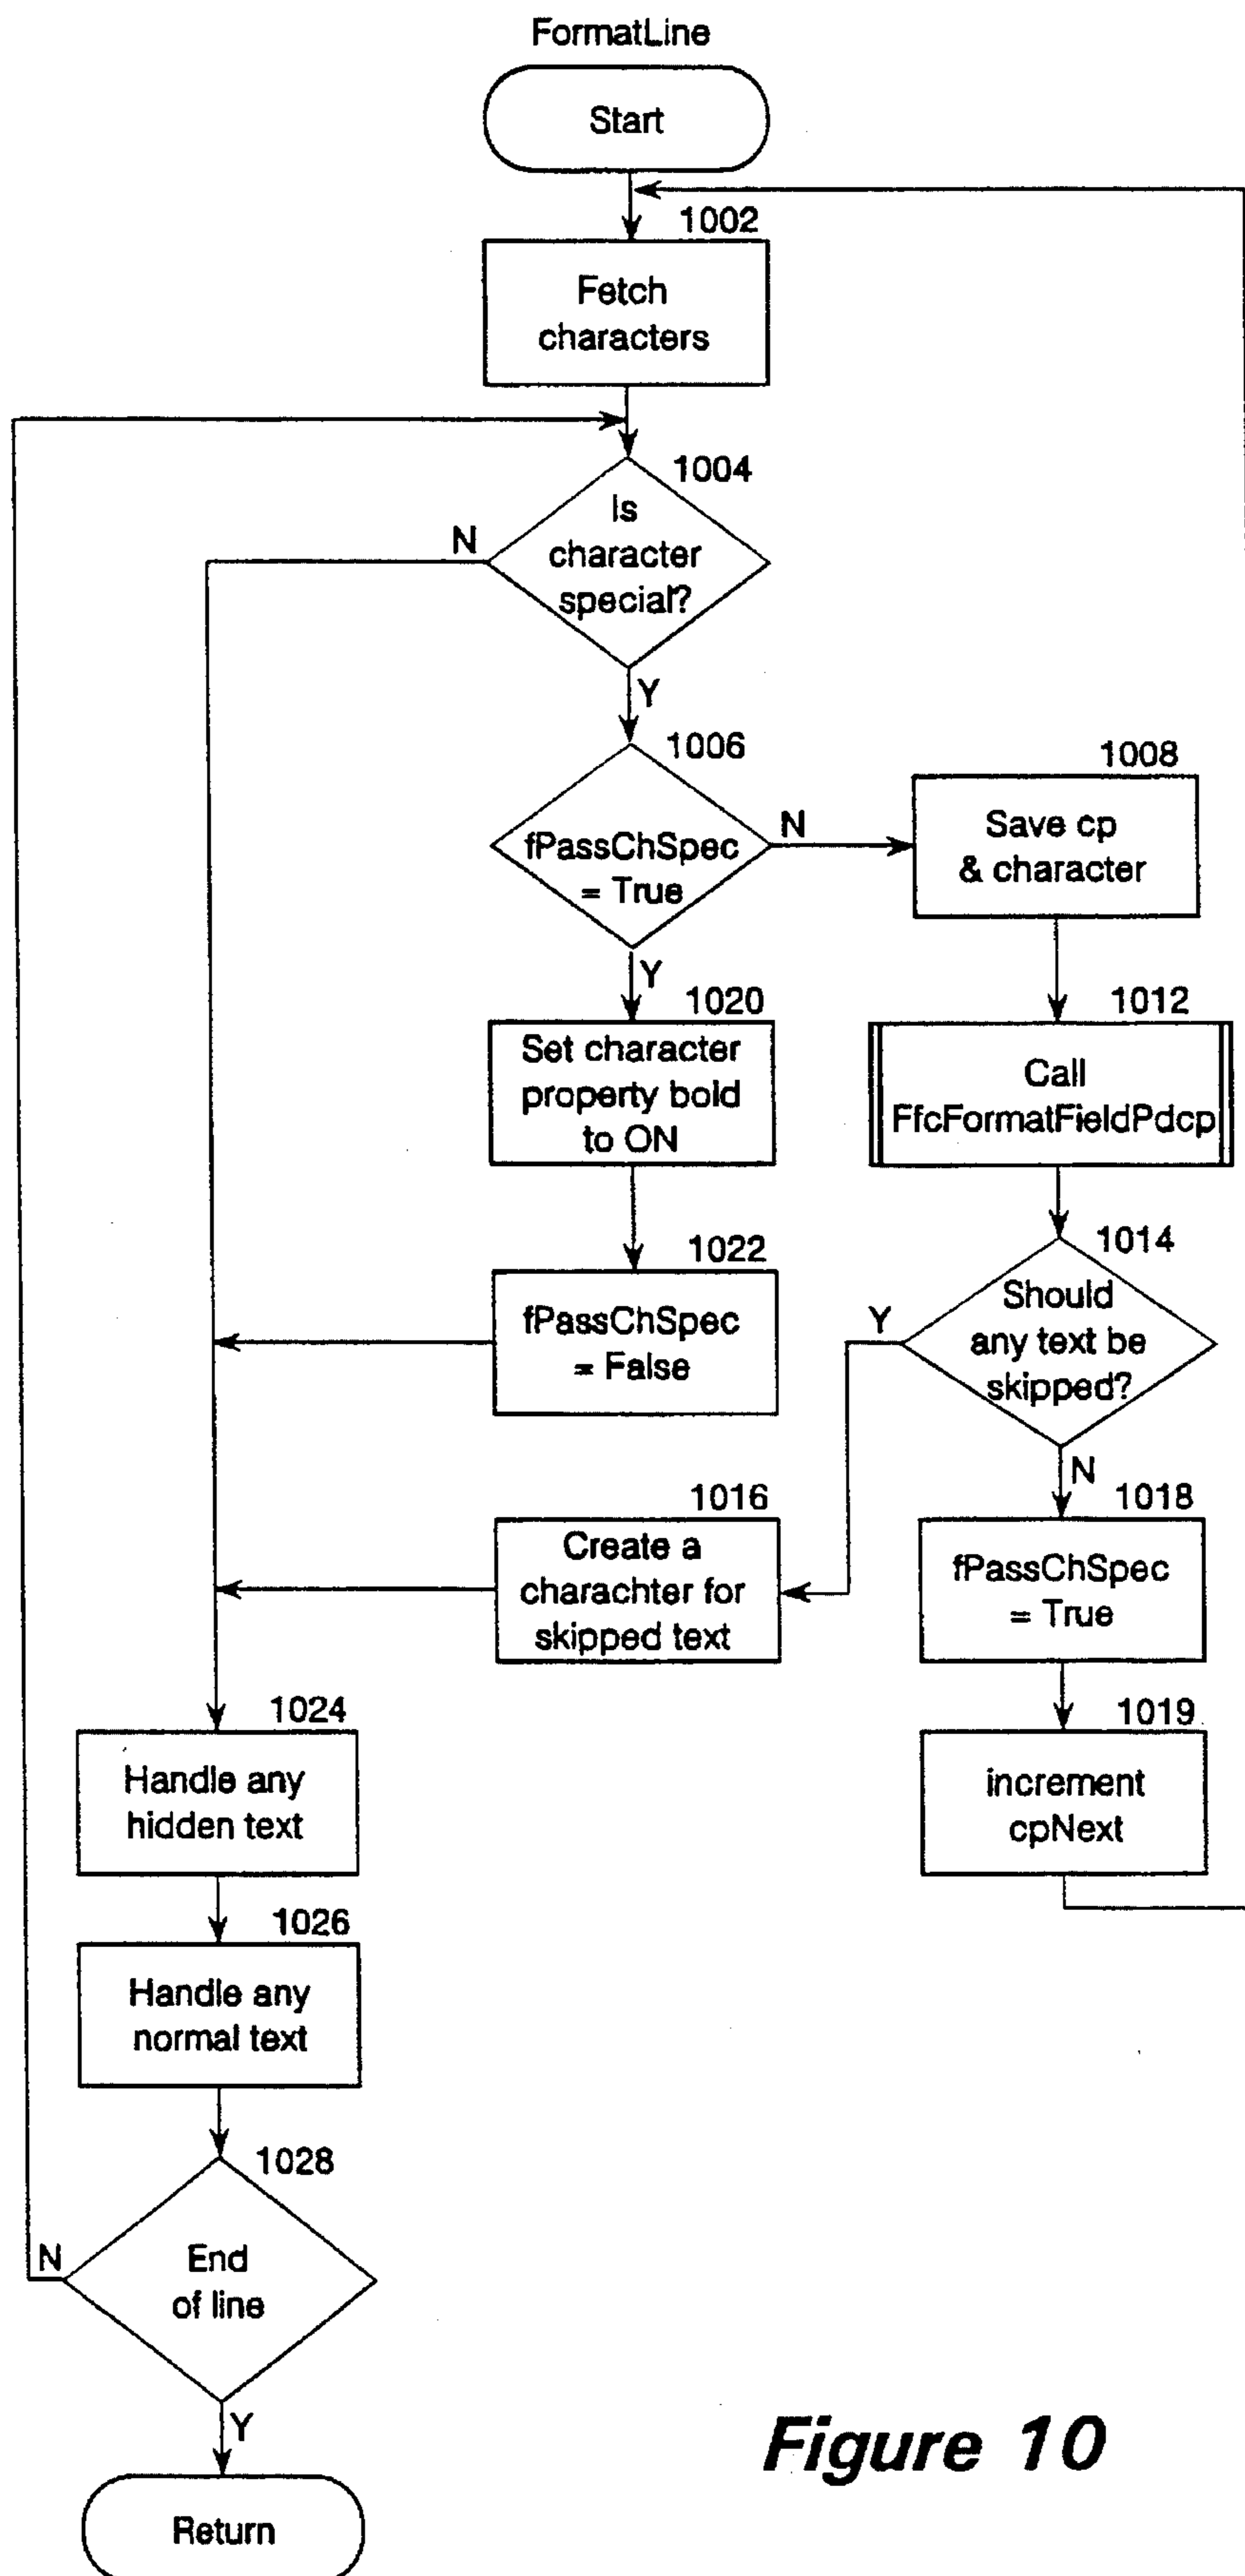 FormatLine
Start
1002
Fetch
characters
1004
Is
character
special?
N
Y
1006
fPassChSpec
= True
N
Y
1008
Save cp
& character
1020
Set character
property bold
to ON
1012
Call
FfcFormatFieldPdcp
1022
fPassChSpec
= False
1014
Should
any text be
skipped?
Y
N
1016
Create a
charachter for
skipped text
1018
fPassChSpec
= True
1024
Handle any
hidden text
1019
increment
cpNext
1026
Handle any
normal text
1028
End
of line
N
Y
Return
Figure 10